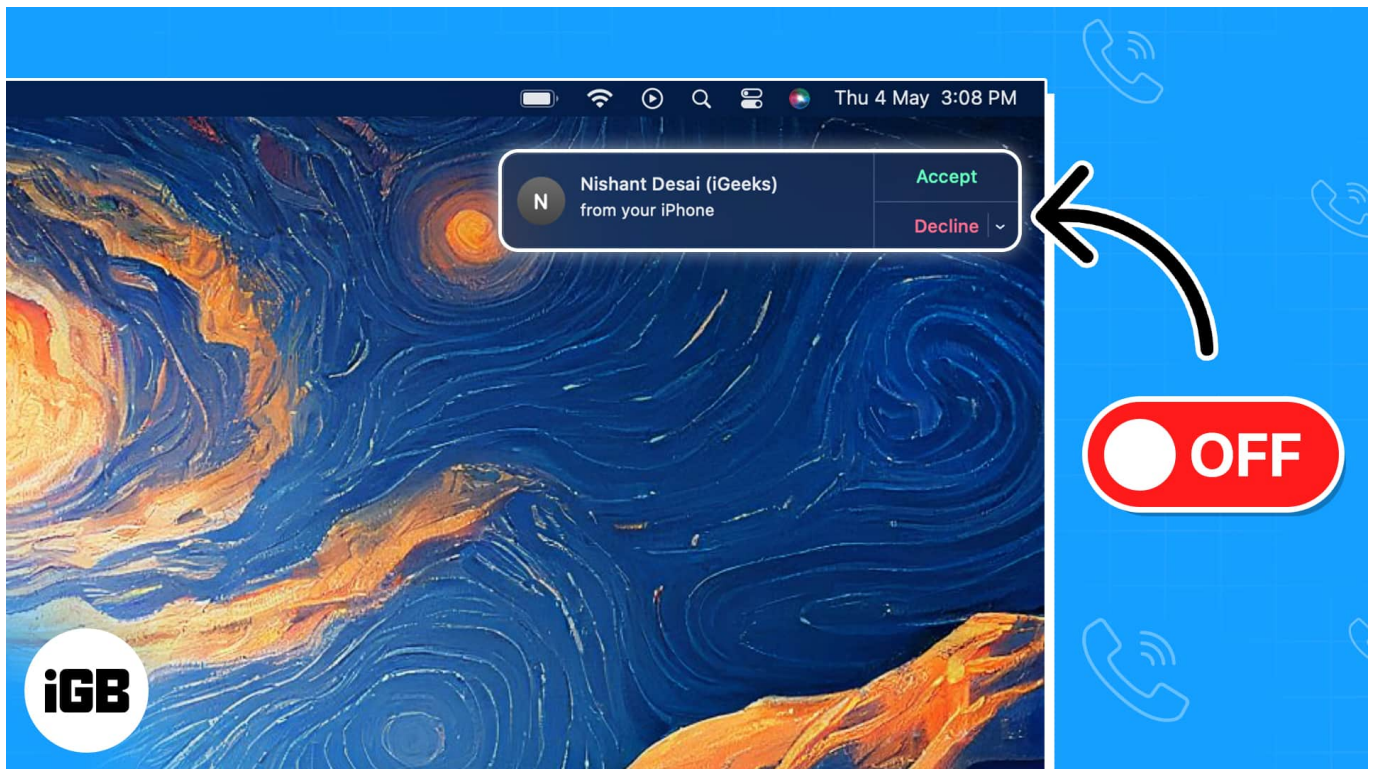 Thu 4 May 3:08 PM
N
Nishant Desai (iGeeks)
from your iPhone
Accept
Decline
OFF
iGB